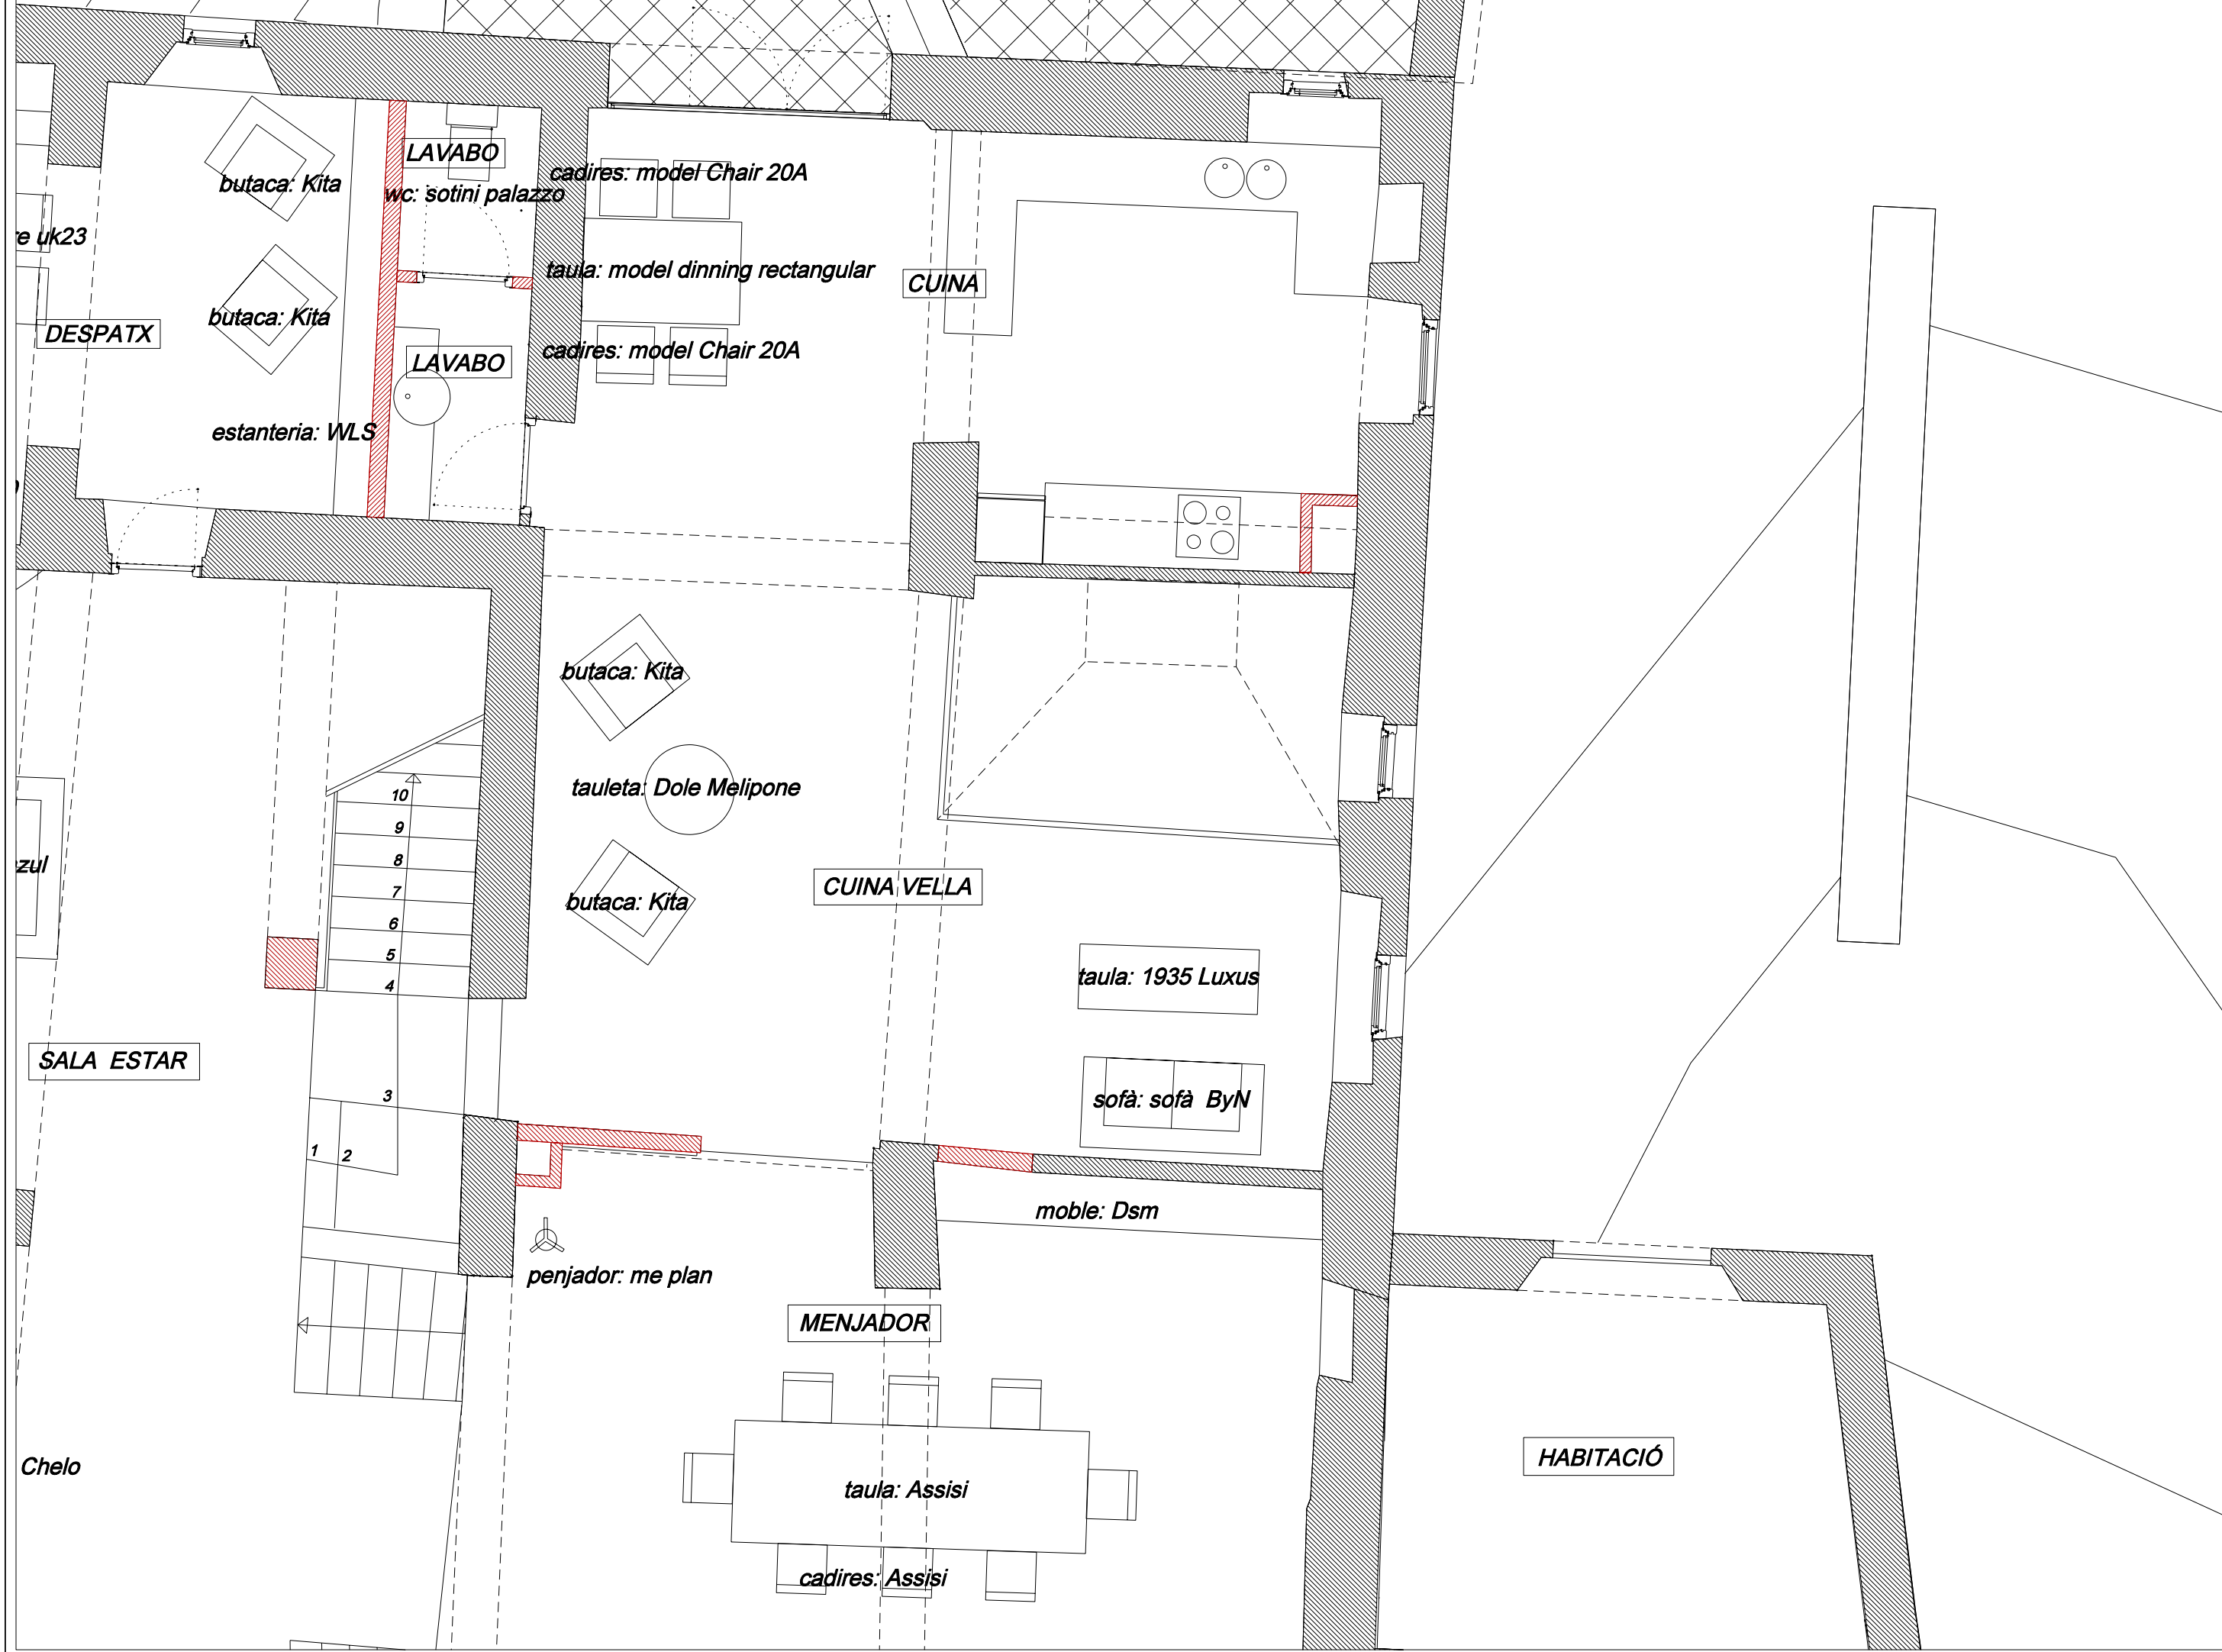 LAVABO
cadires: model Chair 20A
butaca: Kita
wc: sotini palazzo
re uk23
taula: model dinning rectangular
CUINA
butaca: Kita
DESPATX
cadires: model Chair 20A
LAVABO
estanteria: WLS
butaca: Kita
tauleta: Dole Melipone
10
9
8
zul
7
CUINA VELLA
butaca: Kita
6
5
taula: 1935 Luxus
4
SALA ESTAR
3
sofà: sofà ByN
1
2
moble: Dsm
penjador: me plan
MENJADOR
HABITACIÓ
Chelo
taula: Assisi
cadires: Assisi